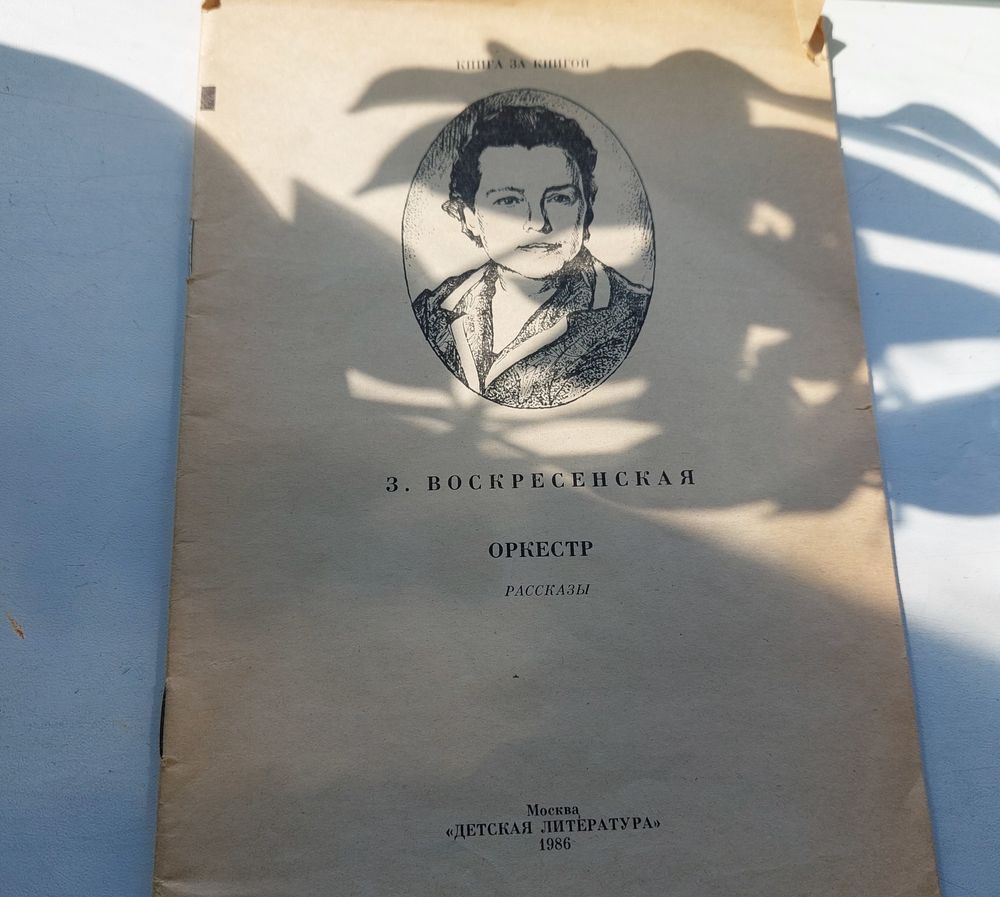 КНИГА ЗА КНИГОЙ
З. ВОСКРЕСЕНСКАЯ
ОРКЕСТР
РАССКАЗЫ
Москва
«ДЕТСКАЯ ЛИТЕРАТУРА»
1986